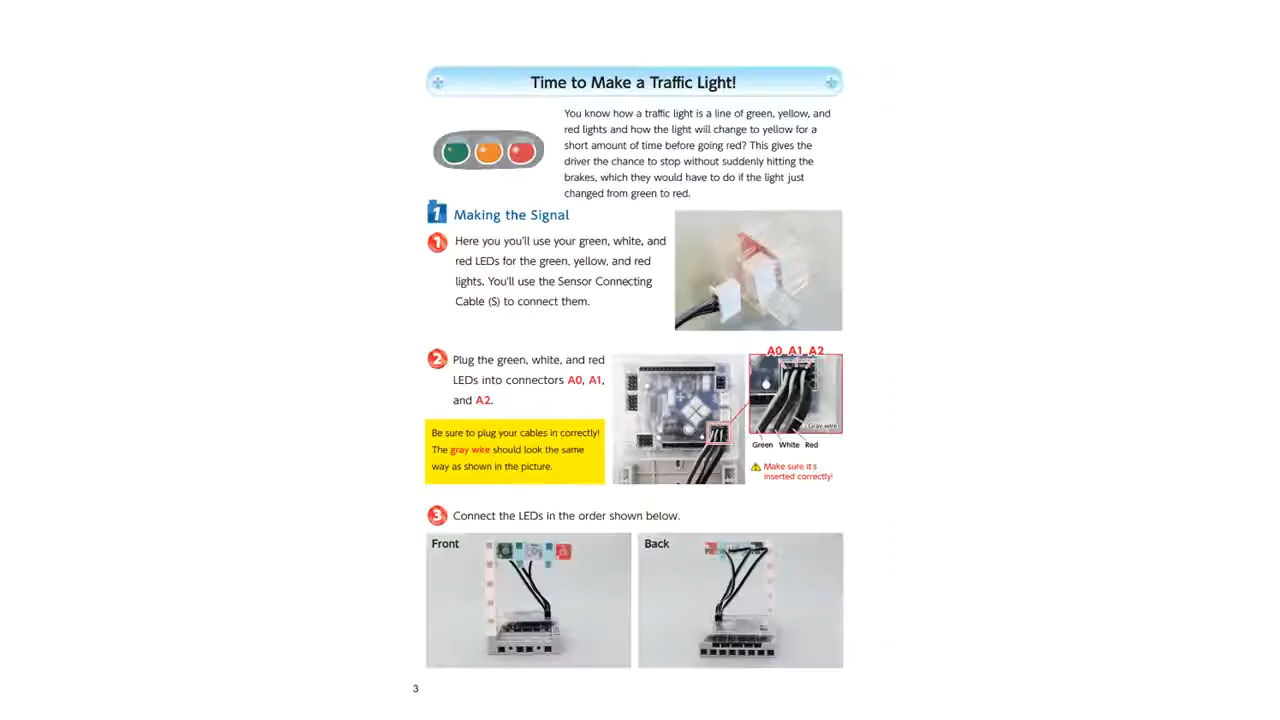 Time to Make a Traffic Light!
You know how a traffic light is a line of green, yellow, and
red lights and how the light will change to yellow for a
short amount of time before going red? This gives the
driver the chance to stop without suddenly hitting the
brakes, which they would have to do if the light just
changed from green to red.
1 Making the Signal
1 Here you you'll use your green, white, and
red LEDs for the green, yellow, and red
lights. You'll use the Sensor Connecting
Cable (S) to connect them.
2 Plug the green, white, and red
LEDs into connectors A0, A1,
and A2.
Be sure to plug your cables in correctly!
The gray wire should look the same
way as shown in the picture.
A0 A1 A2
Gray wire
Green White Red
Make sure it's
inserted correctly!
3 Connect the LEDs in the order shown below.
Front
Back
3